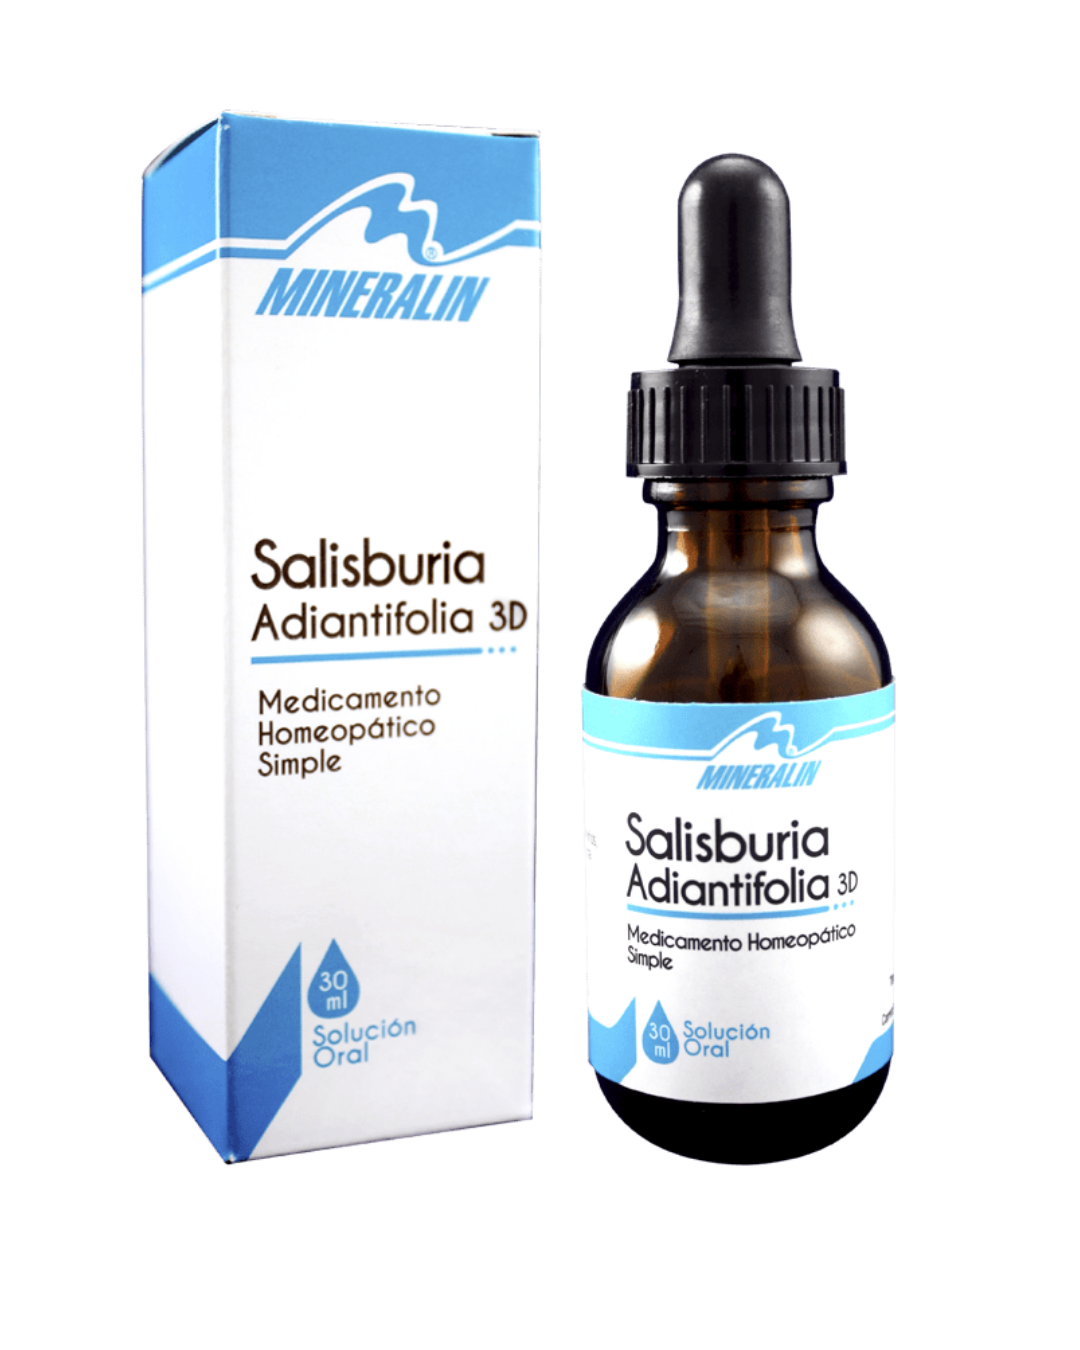 MINERALIN
Salisburia
Adiantifolia 3D
Medicamento
Homeopático
Simple
30
ml
Solución
Oral
MINERALIN
Salisburia
Adiantifolia 3D
Medicamento Homeopático
Simple
30
ml
Solución
Oral